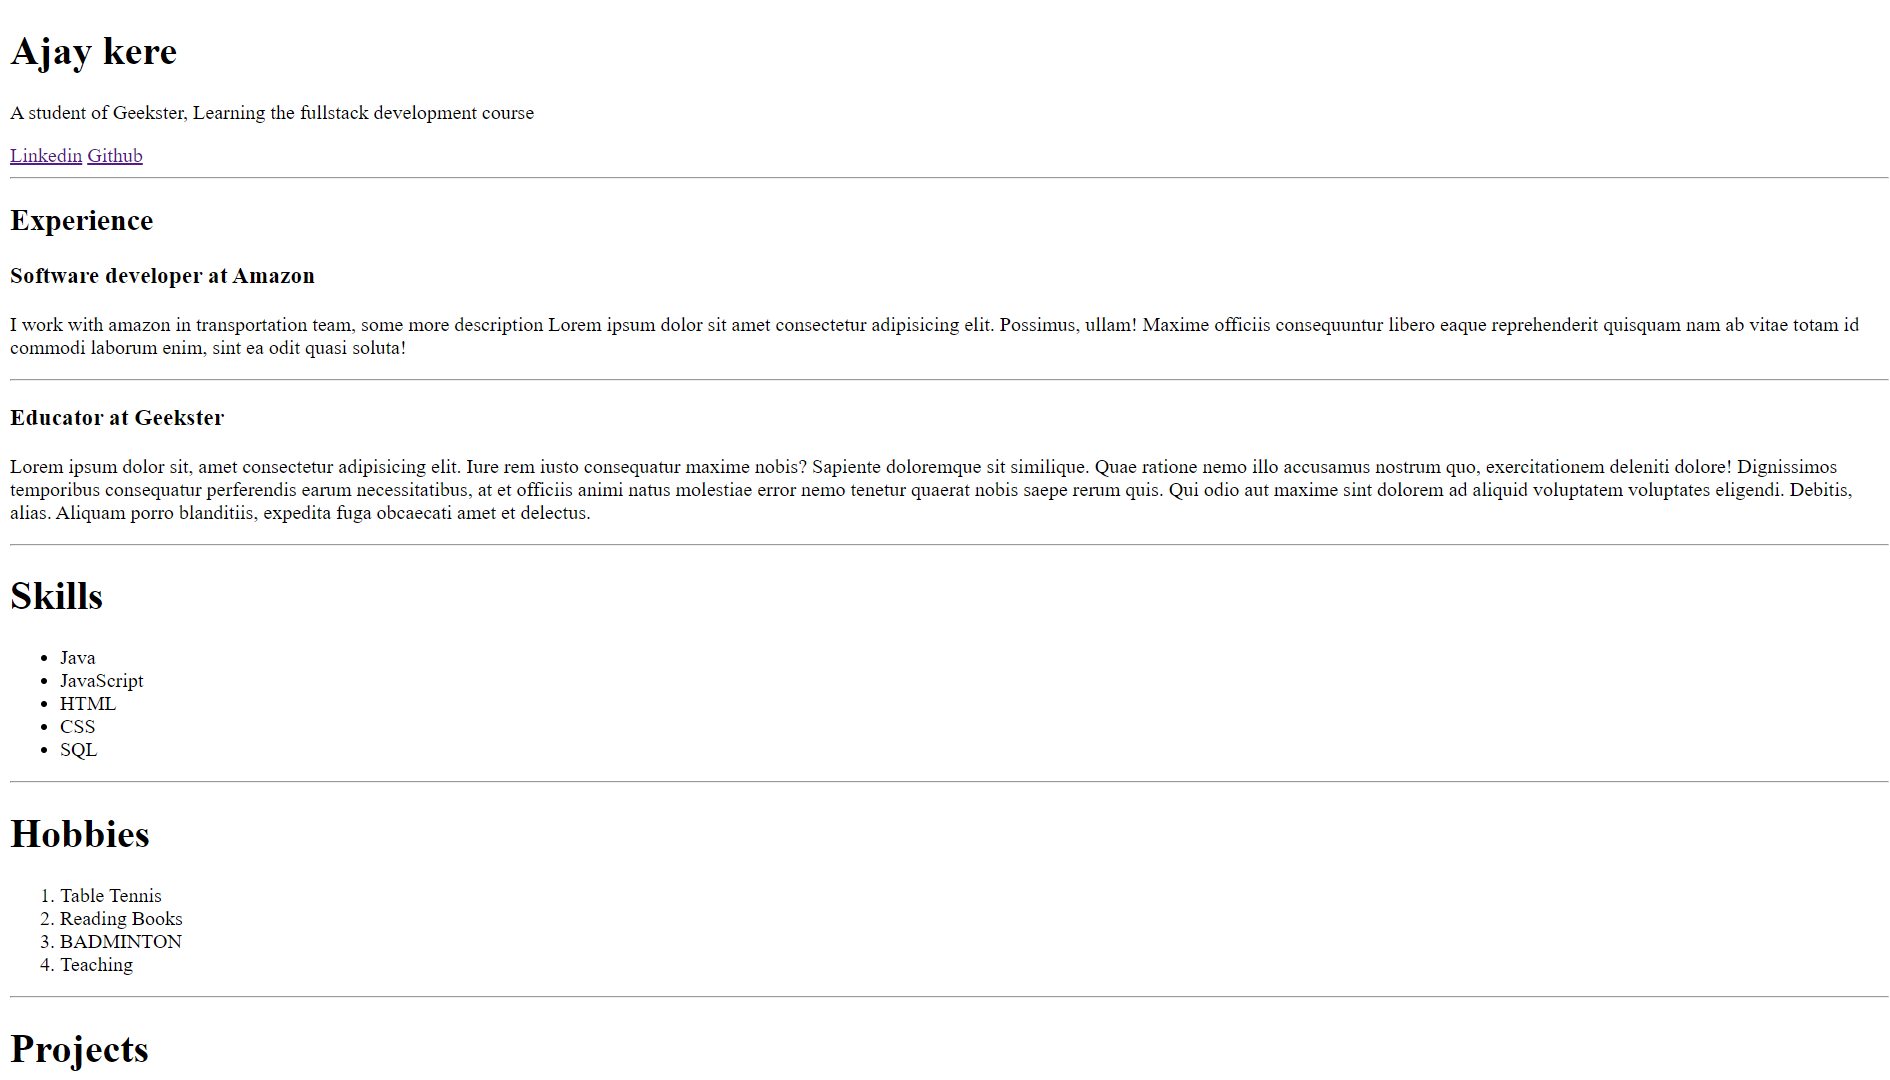 Ajay kere
A student of Geekster, Learning the fullstack development course
Linkedin Github
Experience
Software developer at Amazon
I work with amazon in transportation team, some more description Lorem ipsum dolor sit amet consectetur adipisicing elit. Possimus, ullam! Maxime officiis consequuntur libero eaque reprehenderit quisquam nam ab vitae totam id
commodi laborum enim, sint ea odit quasi soluta!
Educator at Geekster
Lorem ipsum dolor sit, amet consectetur adipisicing elit. Iure rem iusto consequatur maxime nobis? Sapiente doloremque sit similique. Quae ratione nemo illo accusamus nostrum quo, exercitationem deleniti dolore! Dignissimos
temporibus consequatur perferendis earum necessitatibus, at et officiis animi natus molestiae error nemo tenetur quaerat nobis saepe rerum quis. Qui odio aut maxime sint dolorem ad aliquid voluptatem voluptates eligendi. Debitis,
alias. Aliquam porro blanditiis, expedita fuga obcaecati amet et delectus.
Skills
• Java
• JavaScript
• HTML
• CSS
• SQL
Hobbies
1. Table Tennis
2. Reading Books
3. BADMINTON
4. Teaching
Projects